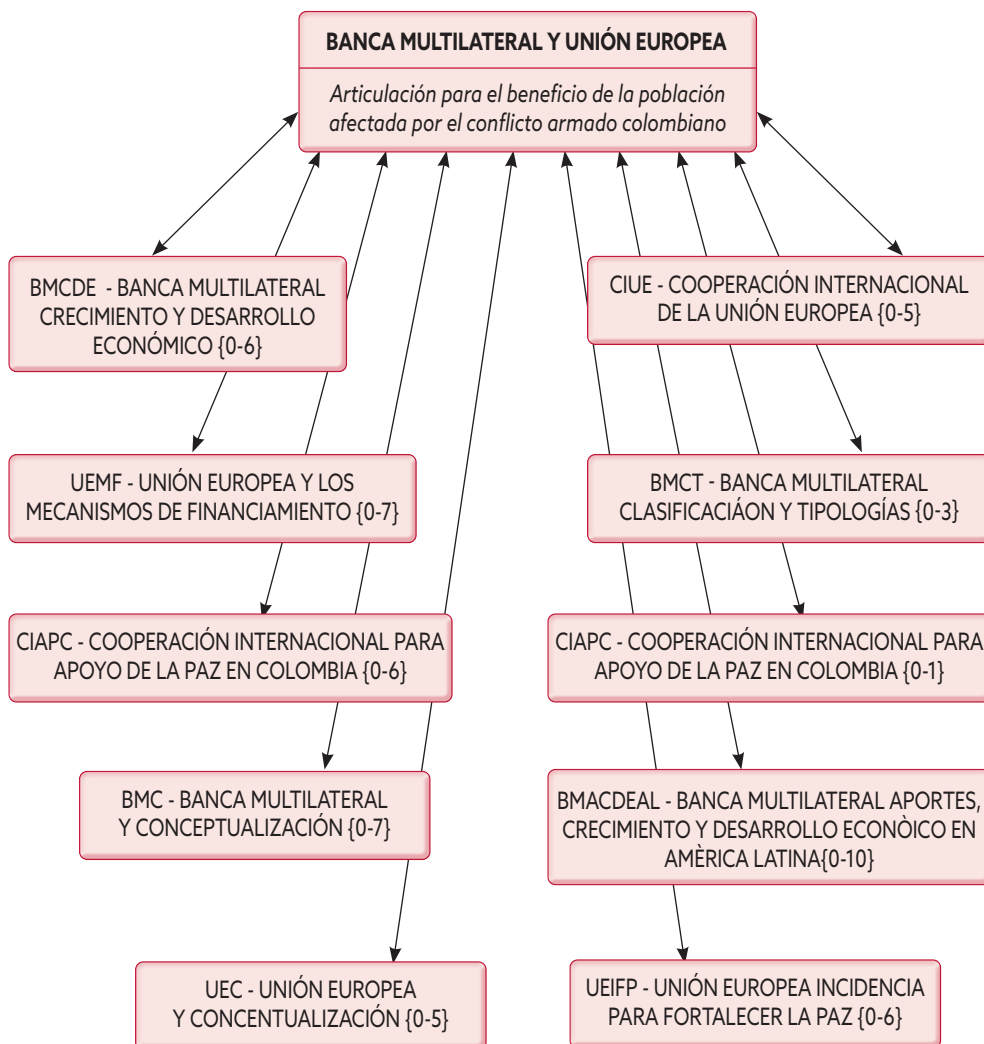 BANCA MULTILATERAL Y UNIÓN EUROPEA
Articulación para el beneficio de la población
afectada por el conflicto armado colombiano
BMCDE - BANCA MULTILATERAL
CRECIMIENTO Y DESARROLLO
ECONÓMICO {0-6}
CIUE - COOPERACIÓN INTERNACIONAL
DE LA UNIÓN EUROPEA {0-5}
UEMF - UNIÓN EUROPEA Y LOS
MECANISMOS DE FINANCIAMIENTO {0-7}
BMCT - BANCA MULTILATERAL
CLASIFICACIÁON Y TIPOLOGÍAS {0-3}
CIAPC - COOPERACIÓN INTERNACIONAL PARA
APOYO DE LA PAZ EN COLOMBIA {0-6}
CIAPC - COOPERACIÓN INTERNACIONAL PARA
APOYO DE LA PAZ EN COLOMBIA {0-1}
BMC - BANCA MULTILATERAL
Y CONCEPTUALIZACIÓN {0-7}
BMACDEAL - BANCA MULTILATERAL APORTES,
CRECIMIENTO Y DESARROLLO ECONÒICO EN
AMÈRICA LATINA{0-10}
UEC - UNIÓN EUROPEA
Y CONCENTUALIZACIÓN {0-5}
UEIFP - UNIÓN EUROPEA INCIDENCIA
PARA FORTALECER LA PAZ {0-6}